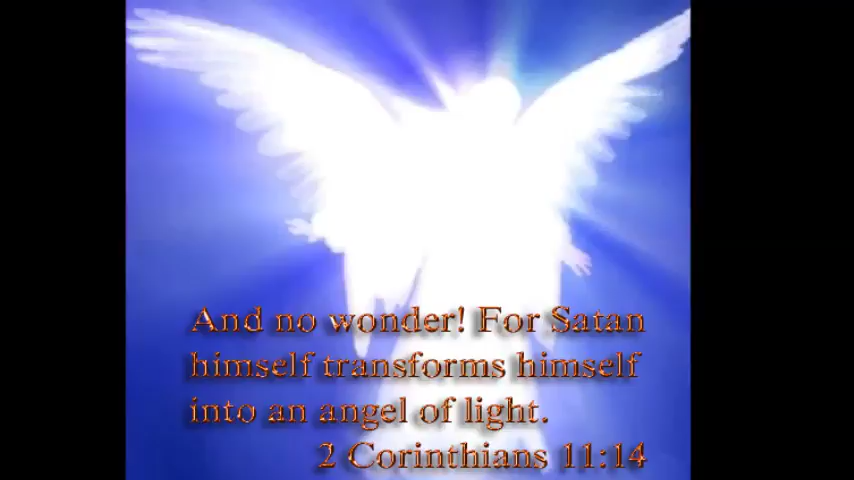 And no wonder! For Satan
himself transforms himself
into an angel of light.
2 Corinthians 11:14